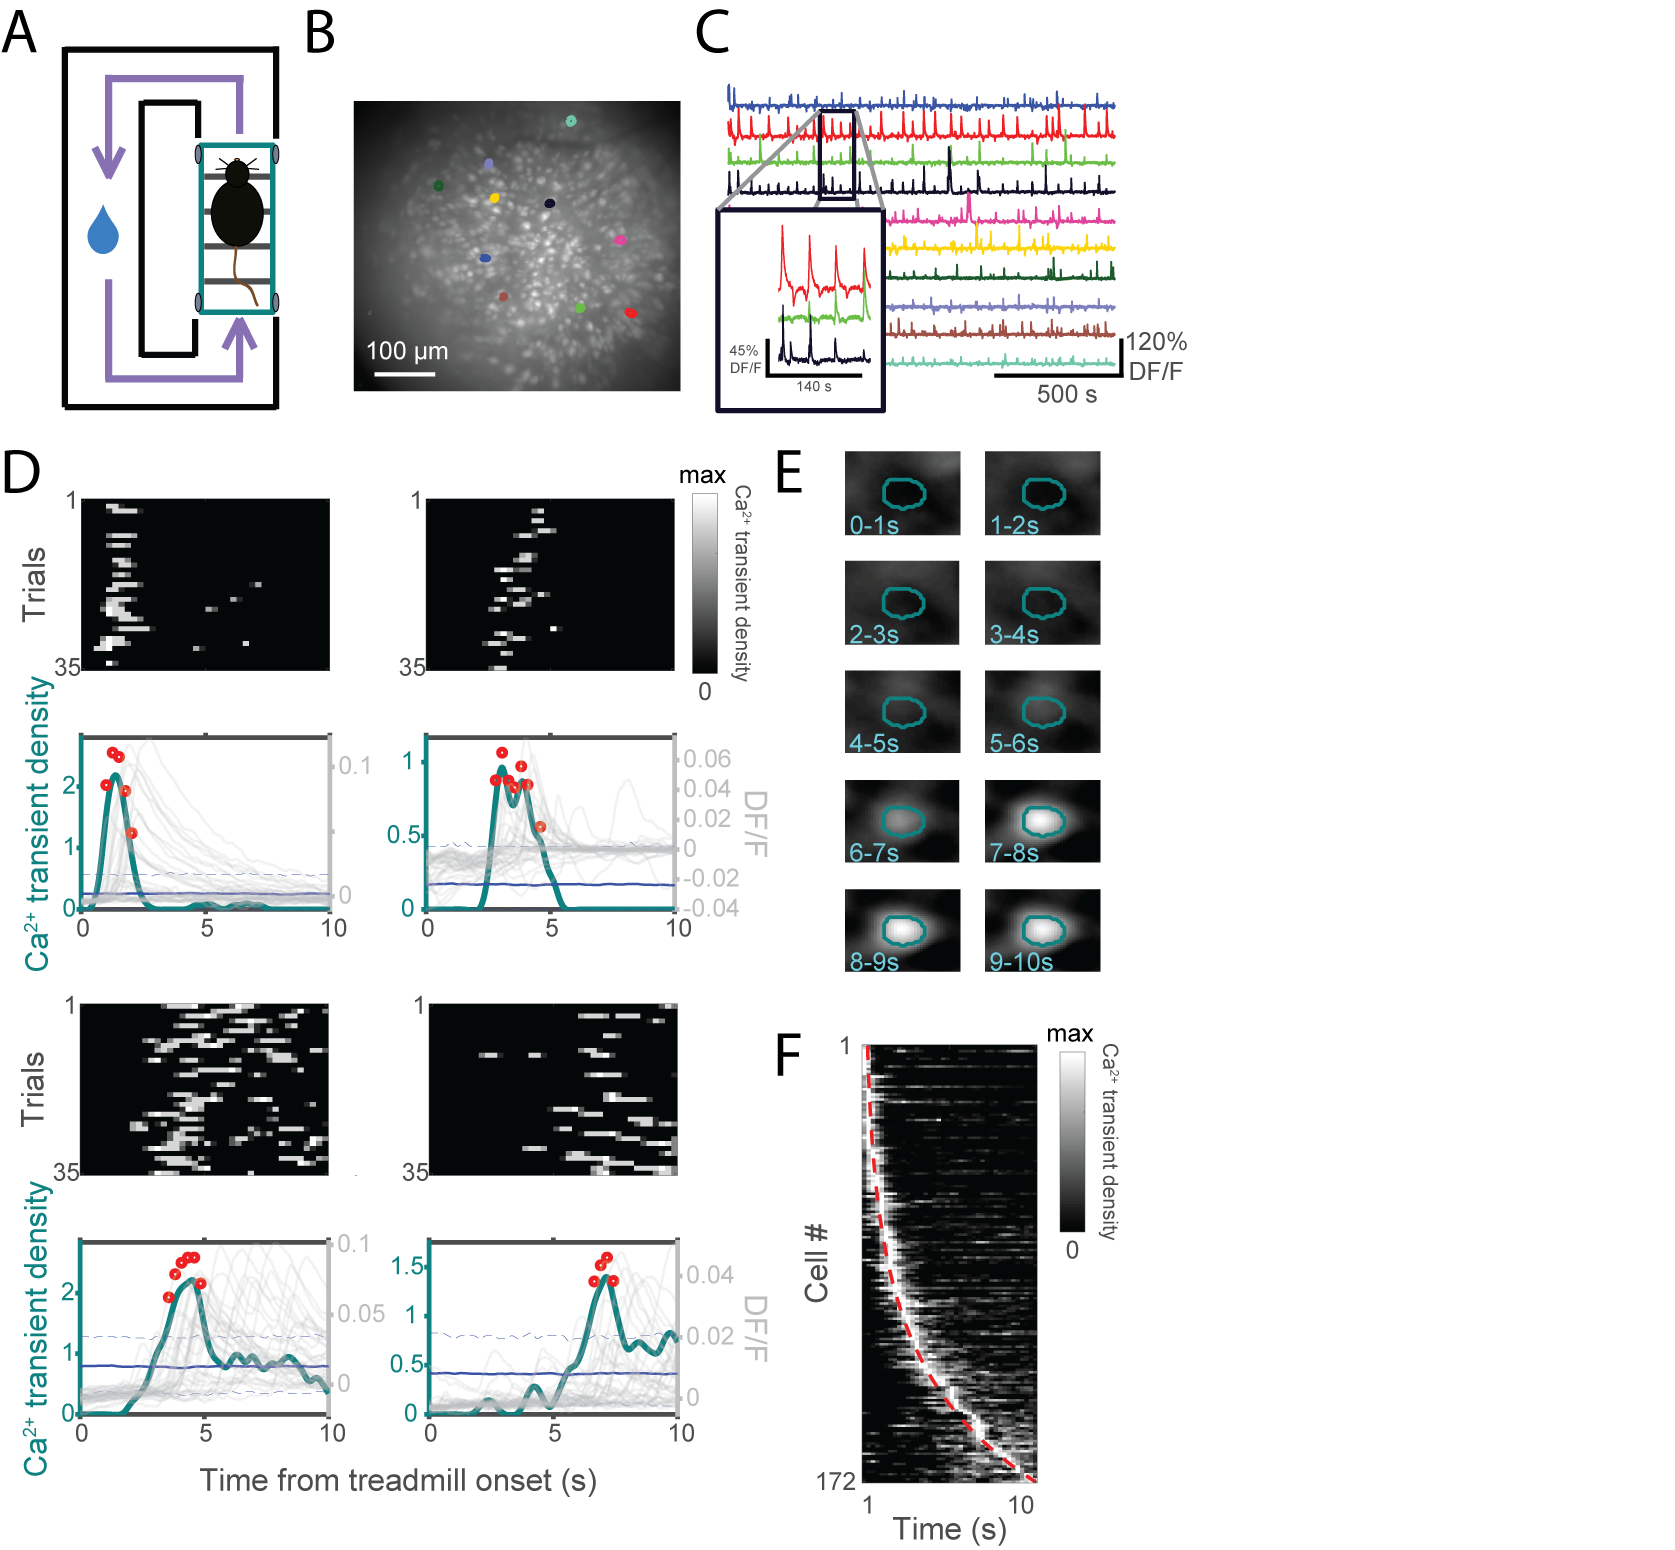 A
B
C
100 µm
45%
DF/F
140 s
120%
DF/F
500 s
D
1
Trials
35
1
35
max
Ca²⁺ transient density
0
Ca²⁺ transient density
2
1
0
0.1
0
0
5
10
1
0.5
0
0.06
0.04
0.02
0
-0.02
-0.04
DF/F
0
5
10
1
Trials
35
1
35
Ca²⁺ transient density
2
1
0
0.1
0.05
0
0
5
10
1.5
1
0.5
0
0.04
0.02
0
DF/F
0
5
10
Time from treadmill onset (s)
E
0-1s
1-2s
2-3s
3-4s
4-5s
5-6s
6-7s
7-8s
8-9s
9-10s
F
1
Cell #
172
1
10
Time (s)
max
Ca²⁺ transient density
0